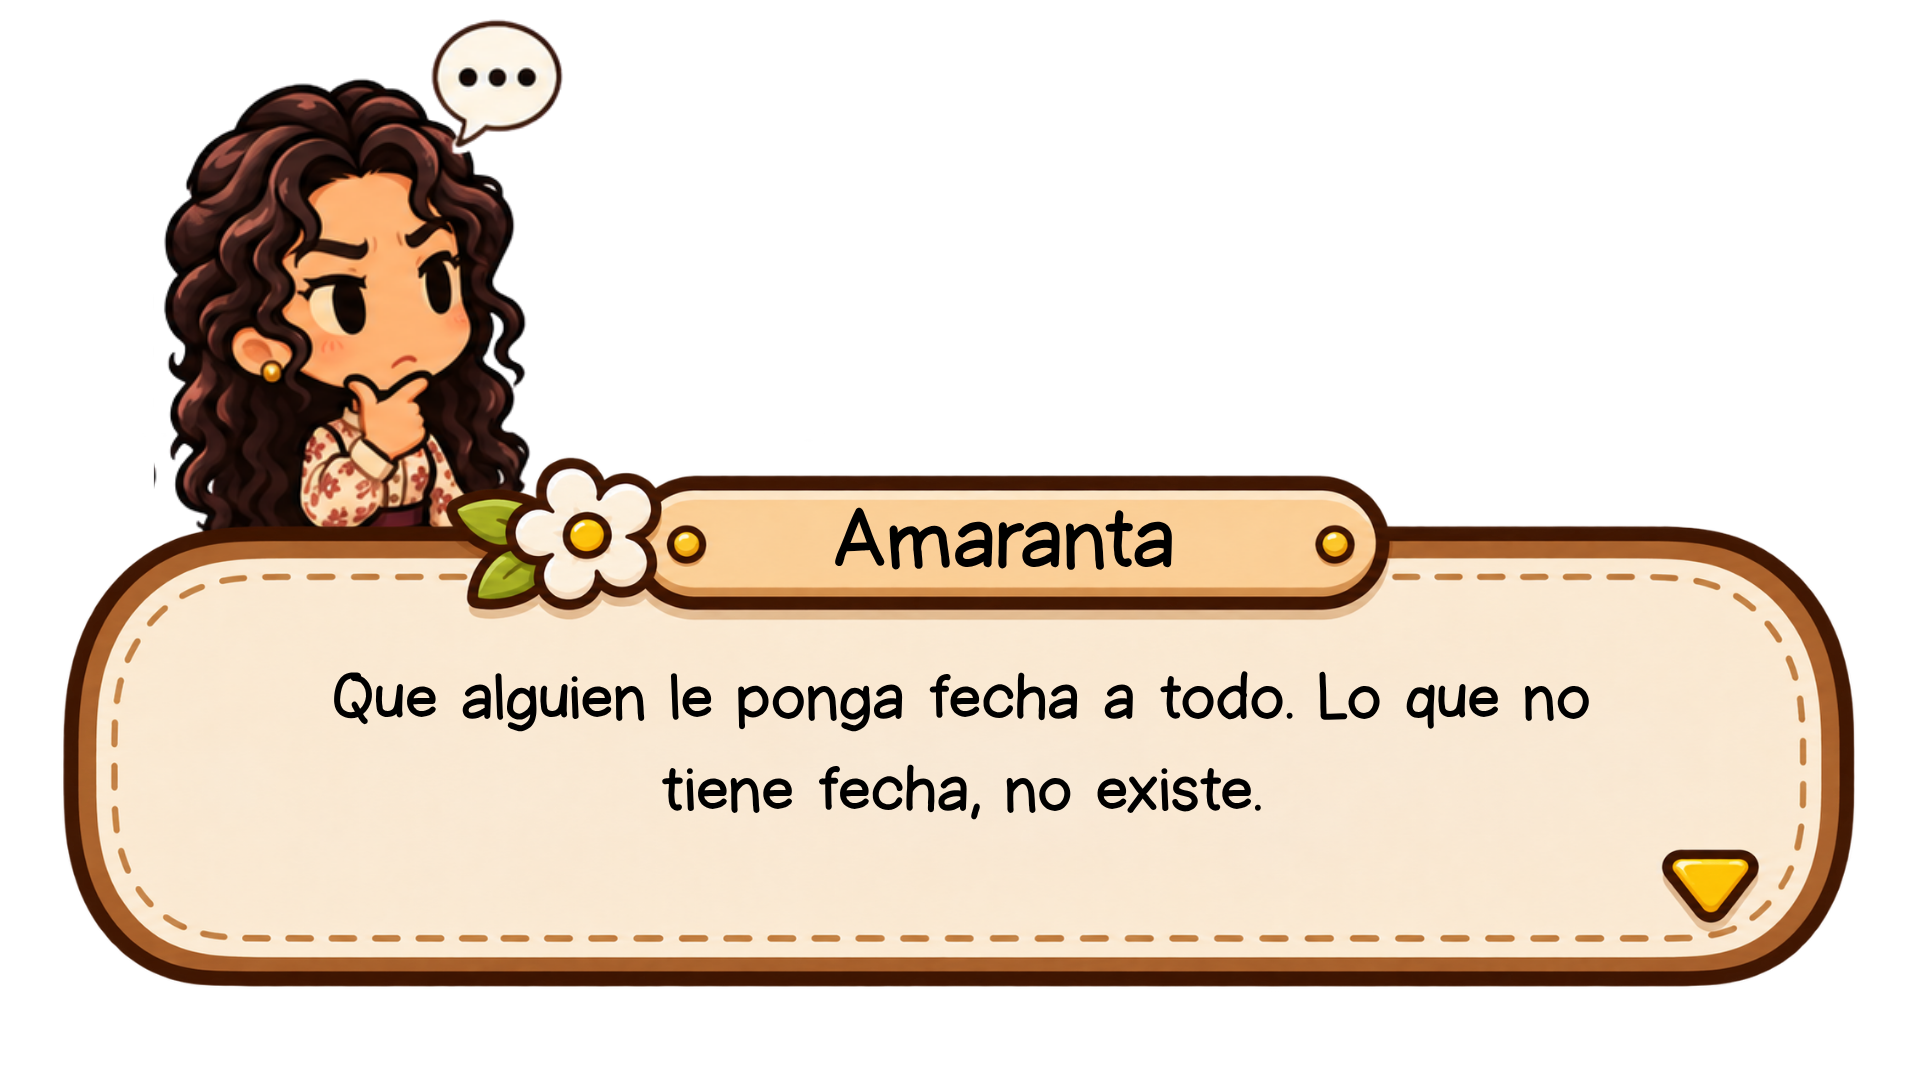 Amaranta
Que alguien le ponga fecha a todo. Lo que no
tiene fecha, no existe.